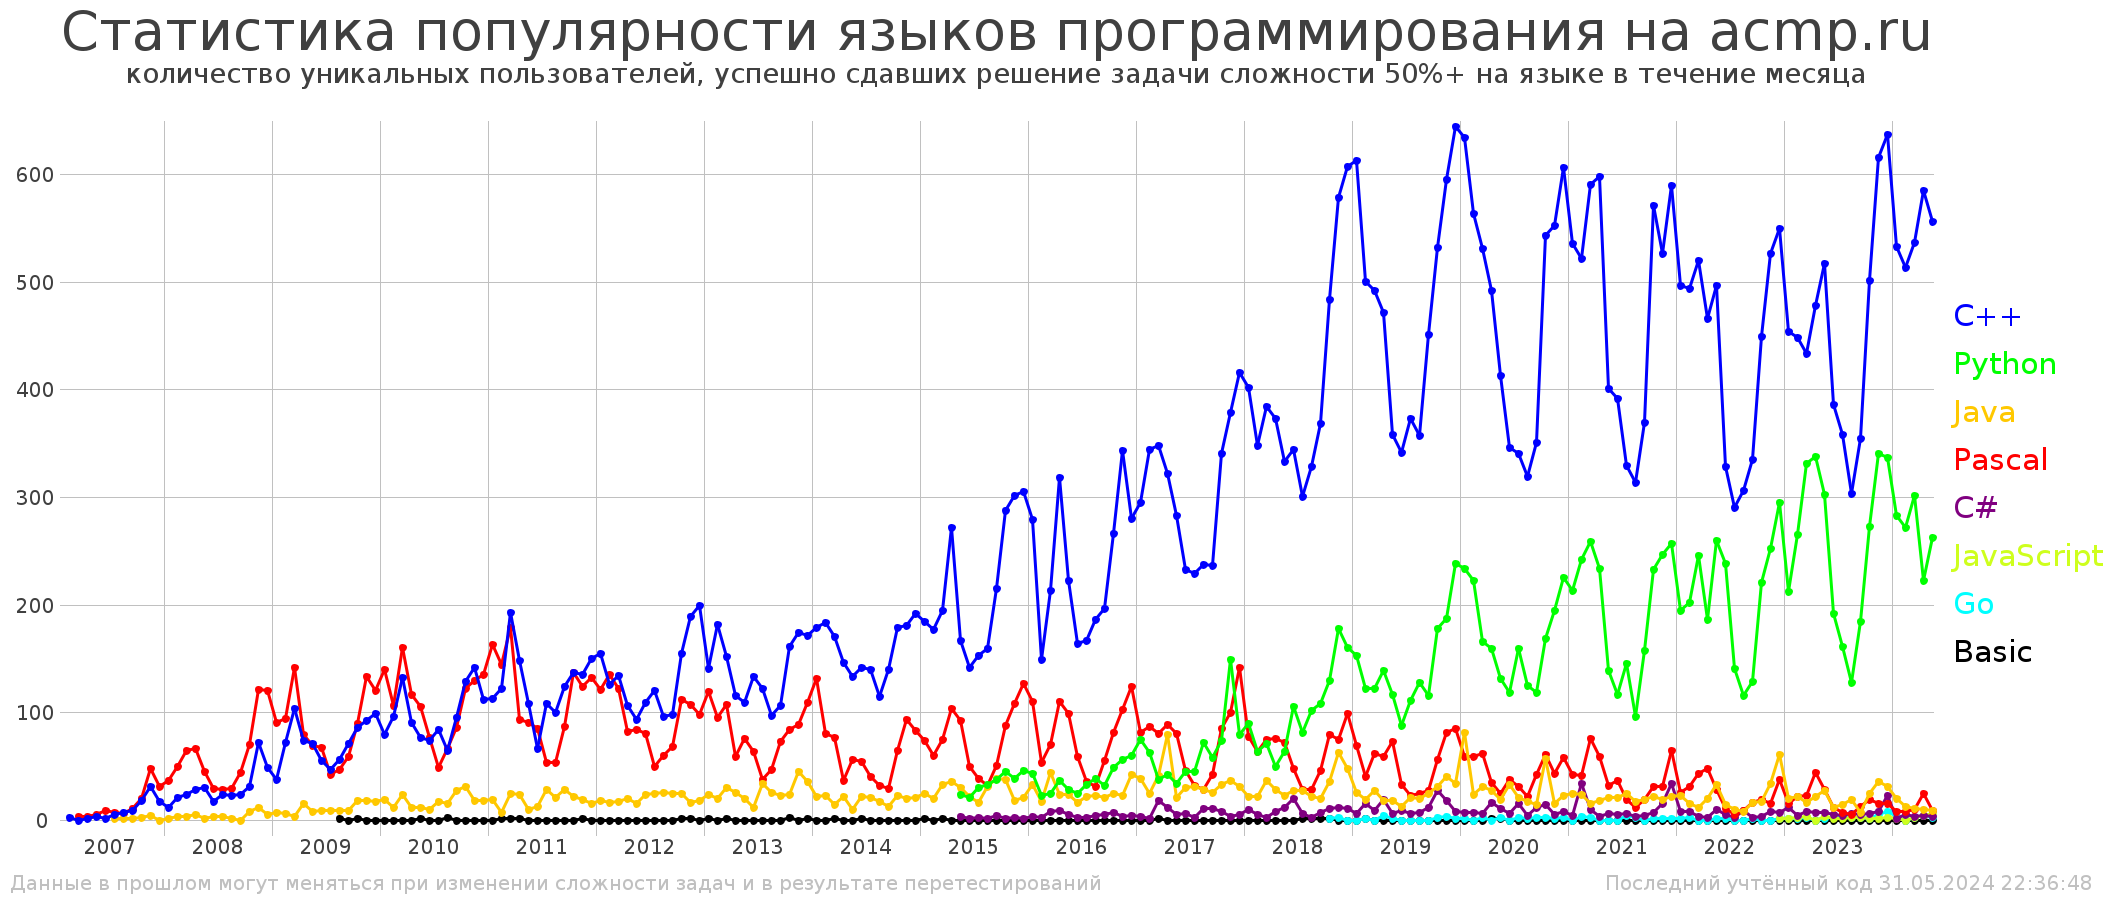 Статистика популярности языков программирования на acmp.ru
количество уникальных пользователей, успешно сдавших решение задачи сложности 50%+ на языке в течение месяца
600
500
400
300
200
100
0
C++
Python
Java
Pascal
C#
JavaScript
Go
Basic
2007 2008 2009 2010 2011 2012 2013 2014 2015 2016 2017 2018 2019 2020 2021 2022 2023
Данные в прошлом могут меняться при изменении сложности задач и в результате перетестирований
Последний учтённый код 31.05.2024 22:36:48